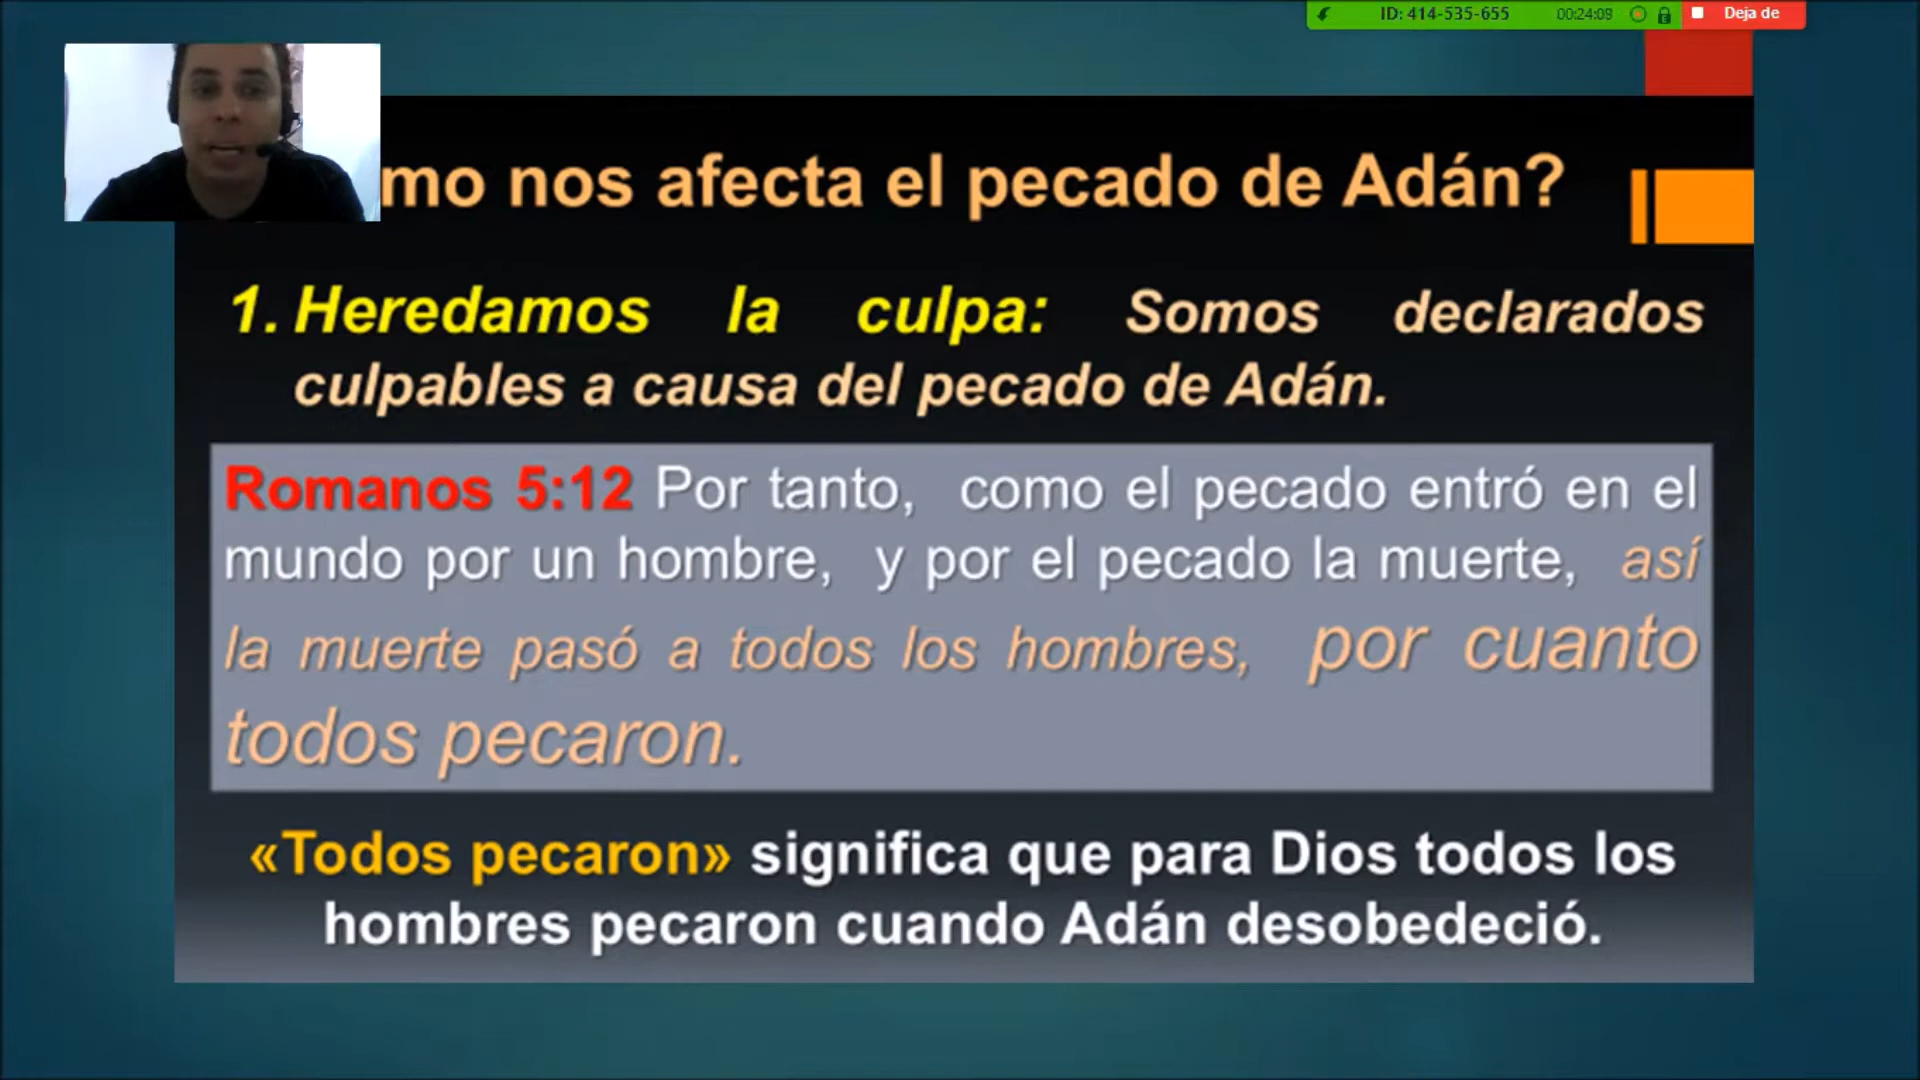 ID: 414-535-655 00:24:09 Deja de
mo nos afecta el pecado de Adán?
1. Heredamos la culpa: Somos declarados
culpables a causa del pecado de Adán.
Romanos 5:12 Por tanto, como el pecado entró en el
mundo por un hombre, y por el pecado la muerte, así
la muerte pasó a todos los hombres, por cuanto
todos pecaron.
«Todos pecaron» significa que para Dios todos los
hombres pecaron cuando Adán desobedeció.